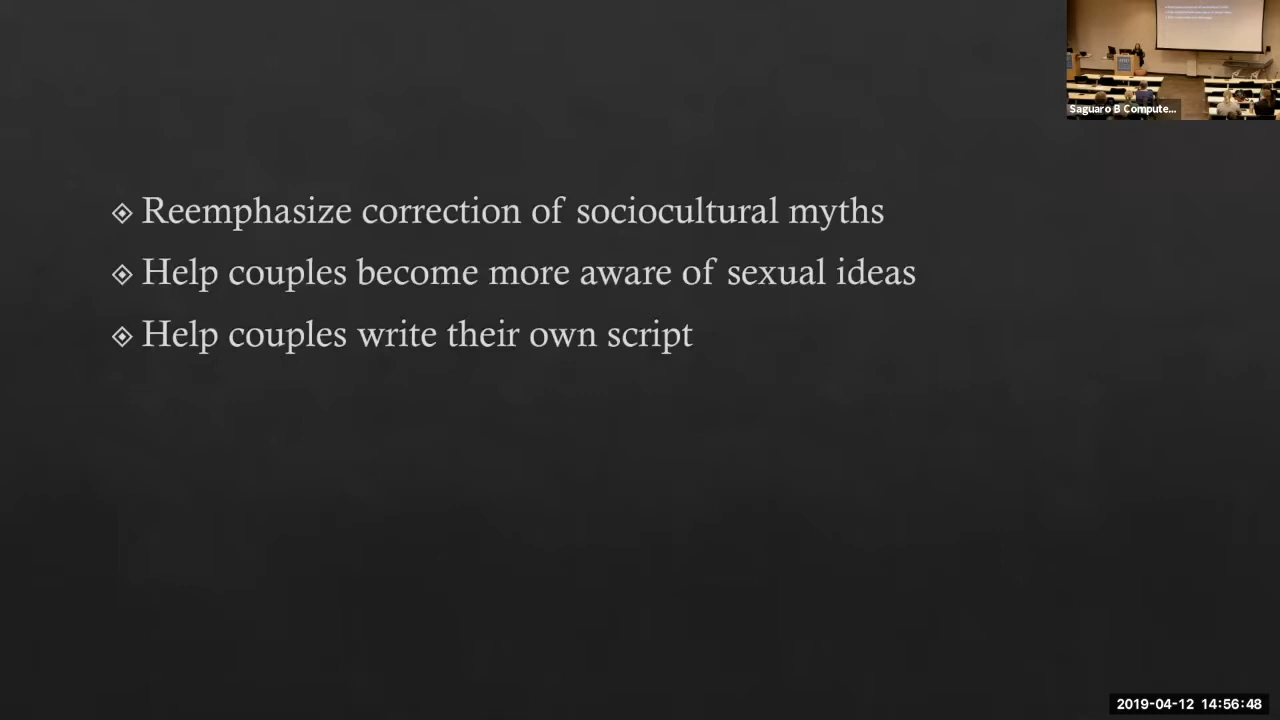 Saguaro B Compute...
Reemphasize correction of sociocultural myths
Help couples become more aware of sexual ideas
Help couples write their own script
2019-04-12 14:56:48